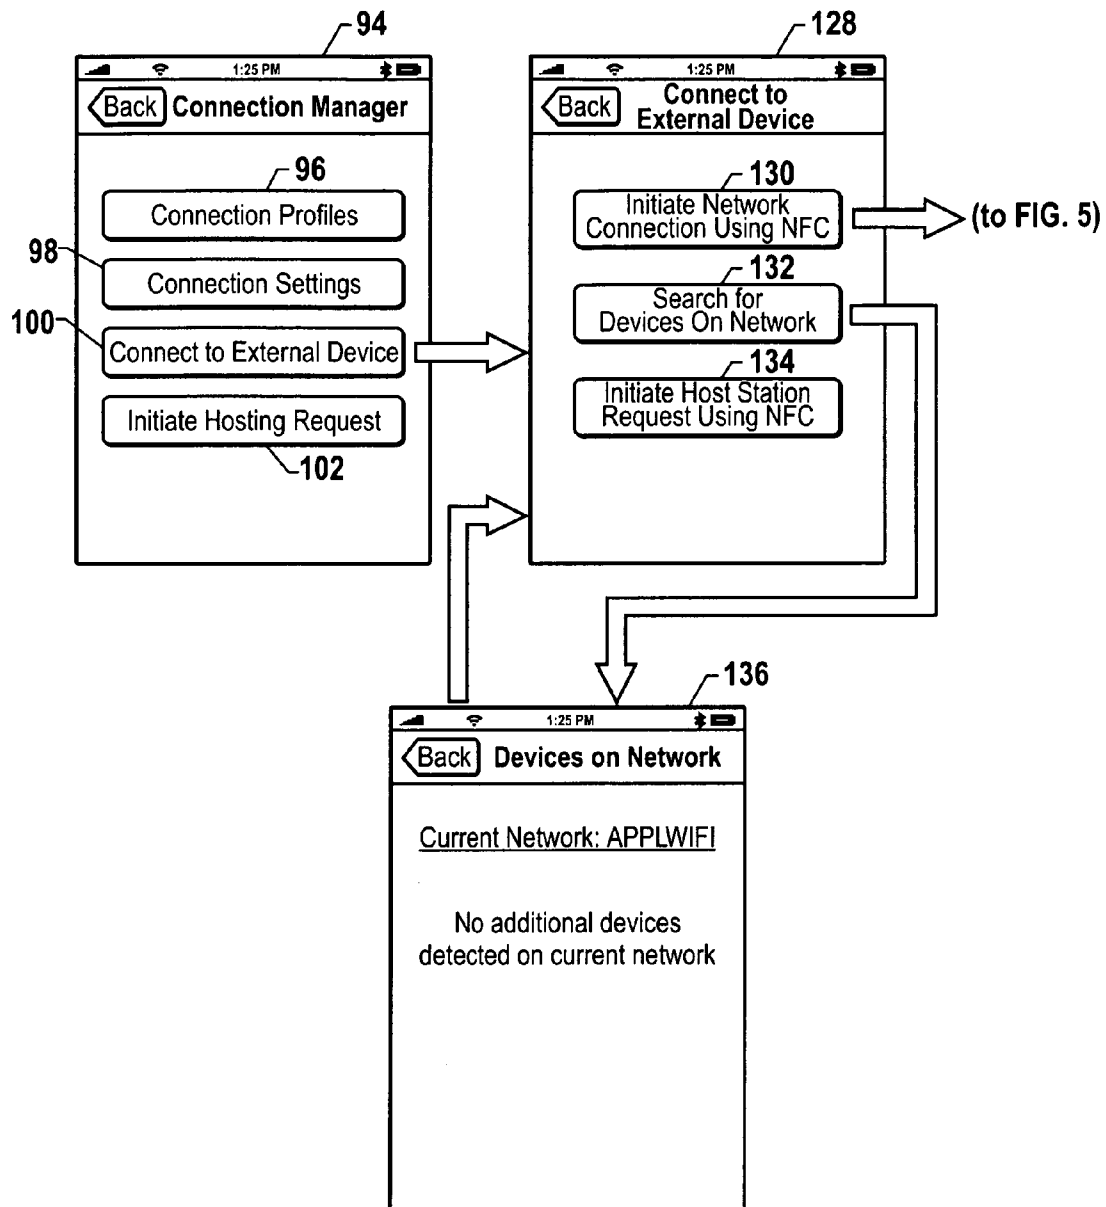 94
1:25 PM
Back Connection Manager
96
Connection Profiles
98
Connection Settings
100
Connect to External Device
Initiate Hosting Request
102
128
1:25 PM
Back
Connect to
External Device
130
Initiate Network
Connection Using NFC
(to FIG. 5)
132
Search for
Devices On Network
134
Initiate Host Station
Request Using NFC
136
1:25 PM
Back Devices on Network
Current Network: APPLWIFI
No additional devices
detected on current network